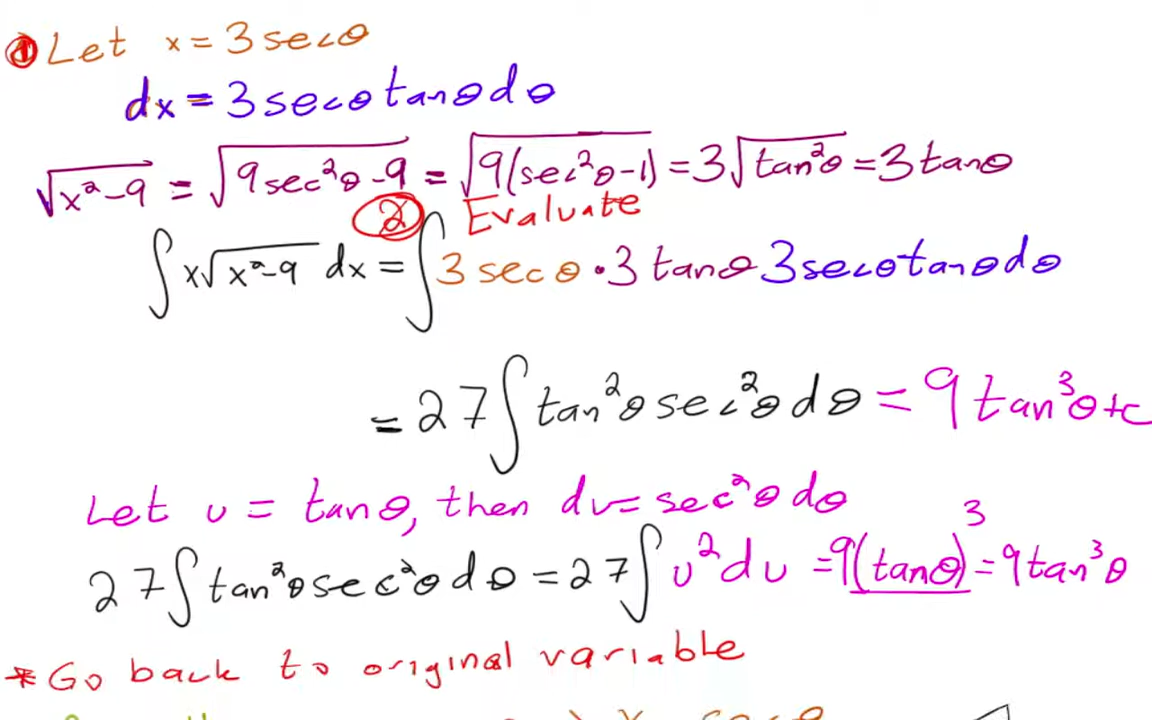 ① Let x = 3secθ
dx = 3secθtanθdθ
√(x²-9) = √(9sec²θ-9) = √(9(sec²θ-1)) = 3√(tan²θ) = 3tanθ
② Evaluate
∫x√(x²-9) dx = ∫3secθ·3tanθ3secθtanθdθ
= 27∫tan²θsec²θdθ = 9tan³θ+c
Let u = tanθ, then du = sec²θdθ
27∫tan²θsec²θdθ = 27∫u²du = 9(tanθ)³ = 9tan³θ
* Go back to original variable